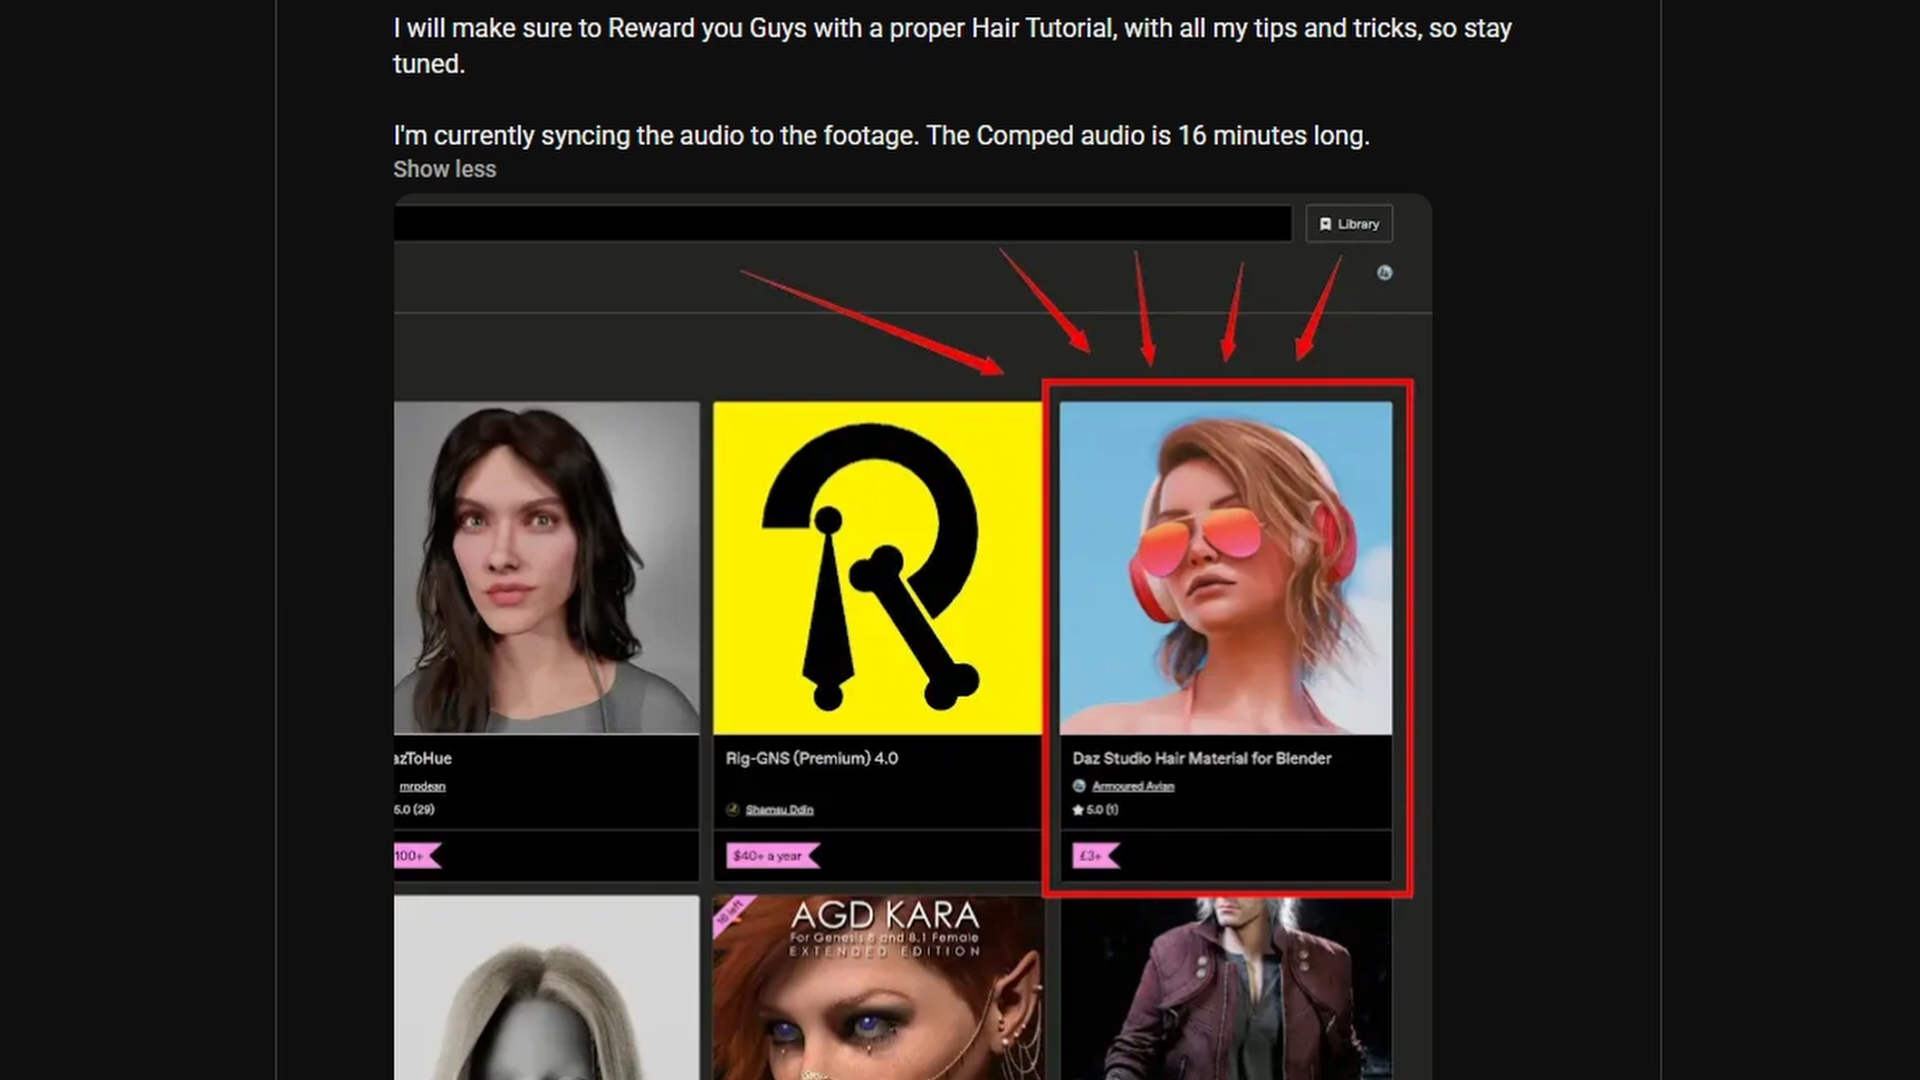 I will make sure to Reward you Guys with a proper Hair Tutorial, with all my tips and tricks, so stay
tuned.
I'm currently syncing the audio to the footage. The Comped audio is 16 minutes long.
Show less
Library
azToHue
mrpdean
5.0 (29)
100+
Rig-GNS (Premium) 4.0
Shamsu Ddin
$40+ a year
Daz Studio Hair Material for Blender
Armoured Avian
5.0 (1)
£3+
16 left
AGD KARA
For Genesis 8 and 8.1 Female
EXTENDED EDITION